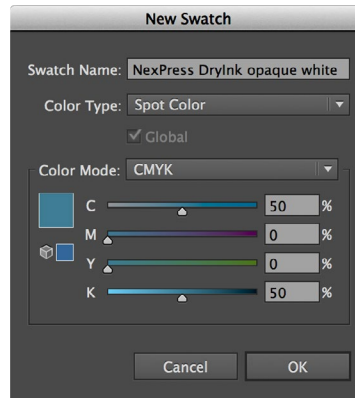 New Swatch
Swatch Name: NexPress DryInk opaque white
Color Type: Spot Color
Global
Color Mode: CMYK
C 50 %
M 0 %
Y 0 %
K 50 %
Cancel OK